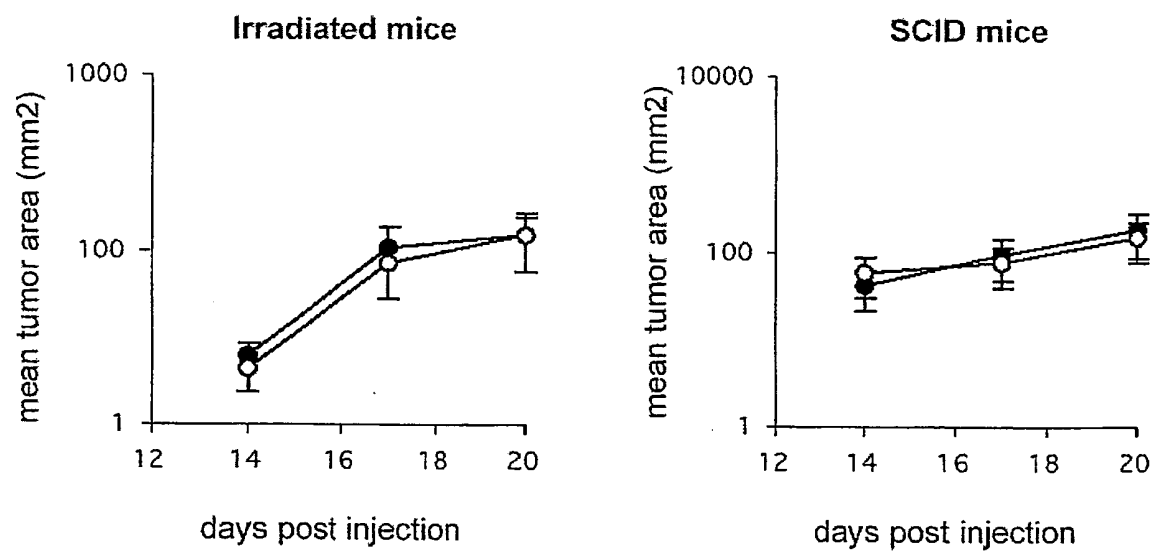 Irradiated mice
mean tumor area (mm2)
1000
100
1
12 14 16 18 20
days post injection
SCID mice
mean tumor area (mm2)
10000
100
1
12 14 16 18 20
days post injection